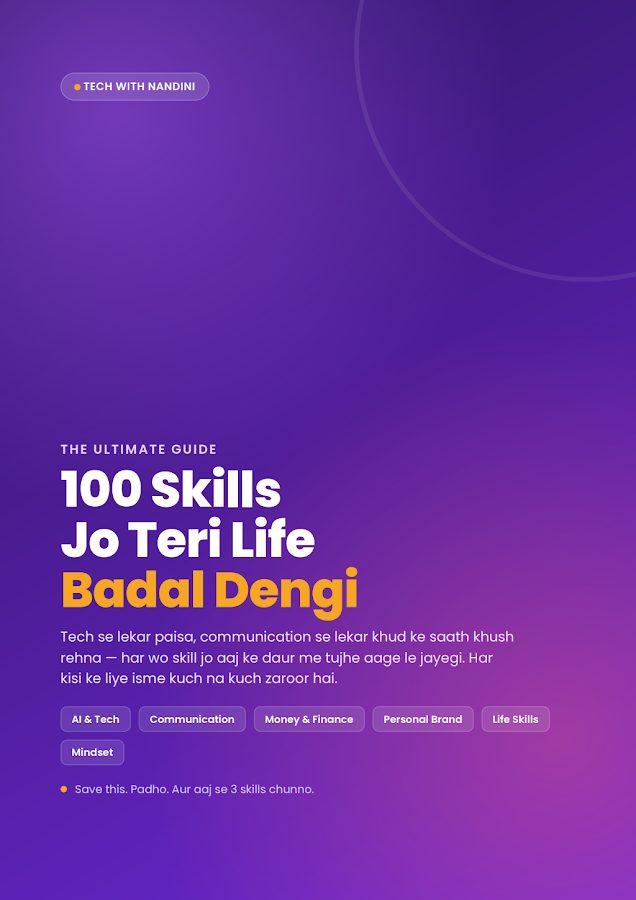 TECH WITH NANDINI
THE ULTIMATE GUIDE
100 Skills
Jo Teri Life
Badal Dengi
Tech se lekar paisa, communication se lekar khud ke saath khush
rehna — har wo skill jo aaj ke daur me tujhe aage le jayegi. Har
kisi ke liye isme kuch na kuch zaroor hai.
AI & Tech
Communication
Money & Finance
Personal Brand
Life Skills
Mindset
Save this. Padho. Aur aaj se 3 skills chunno.